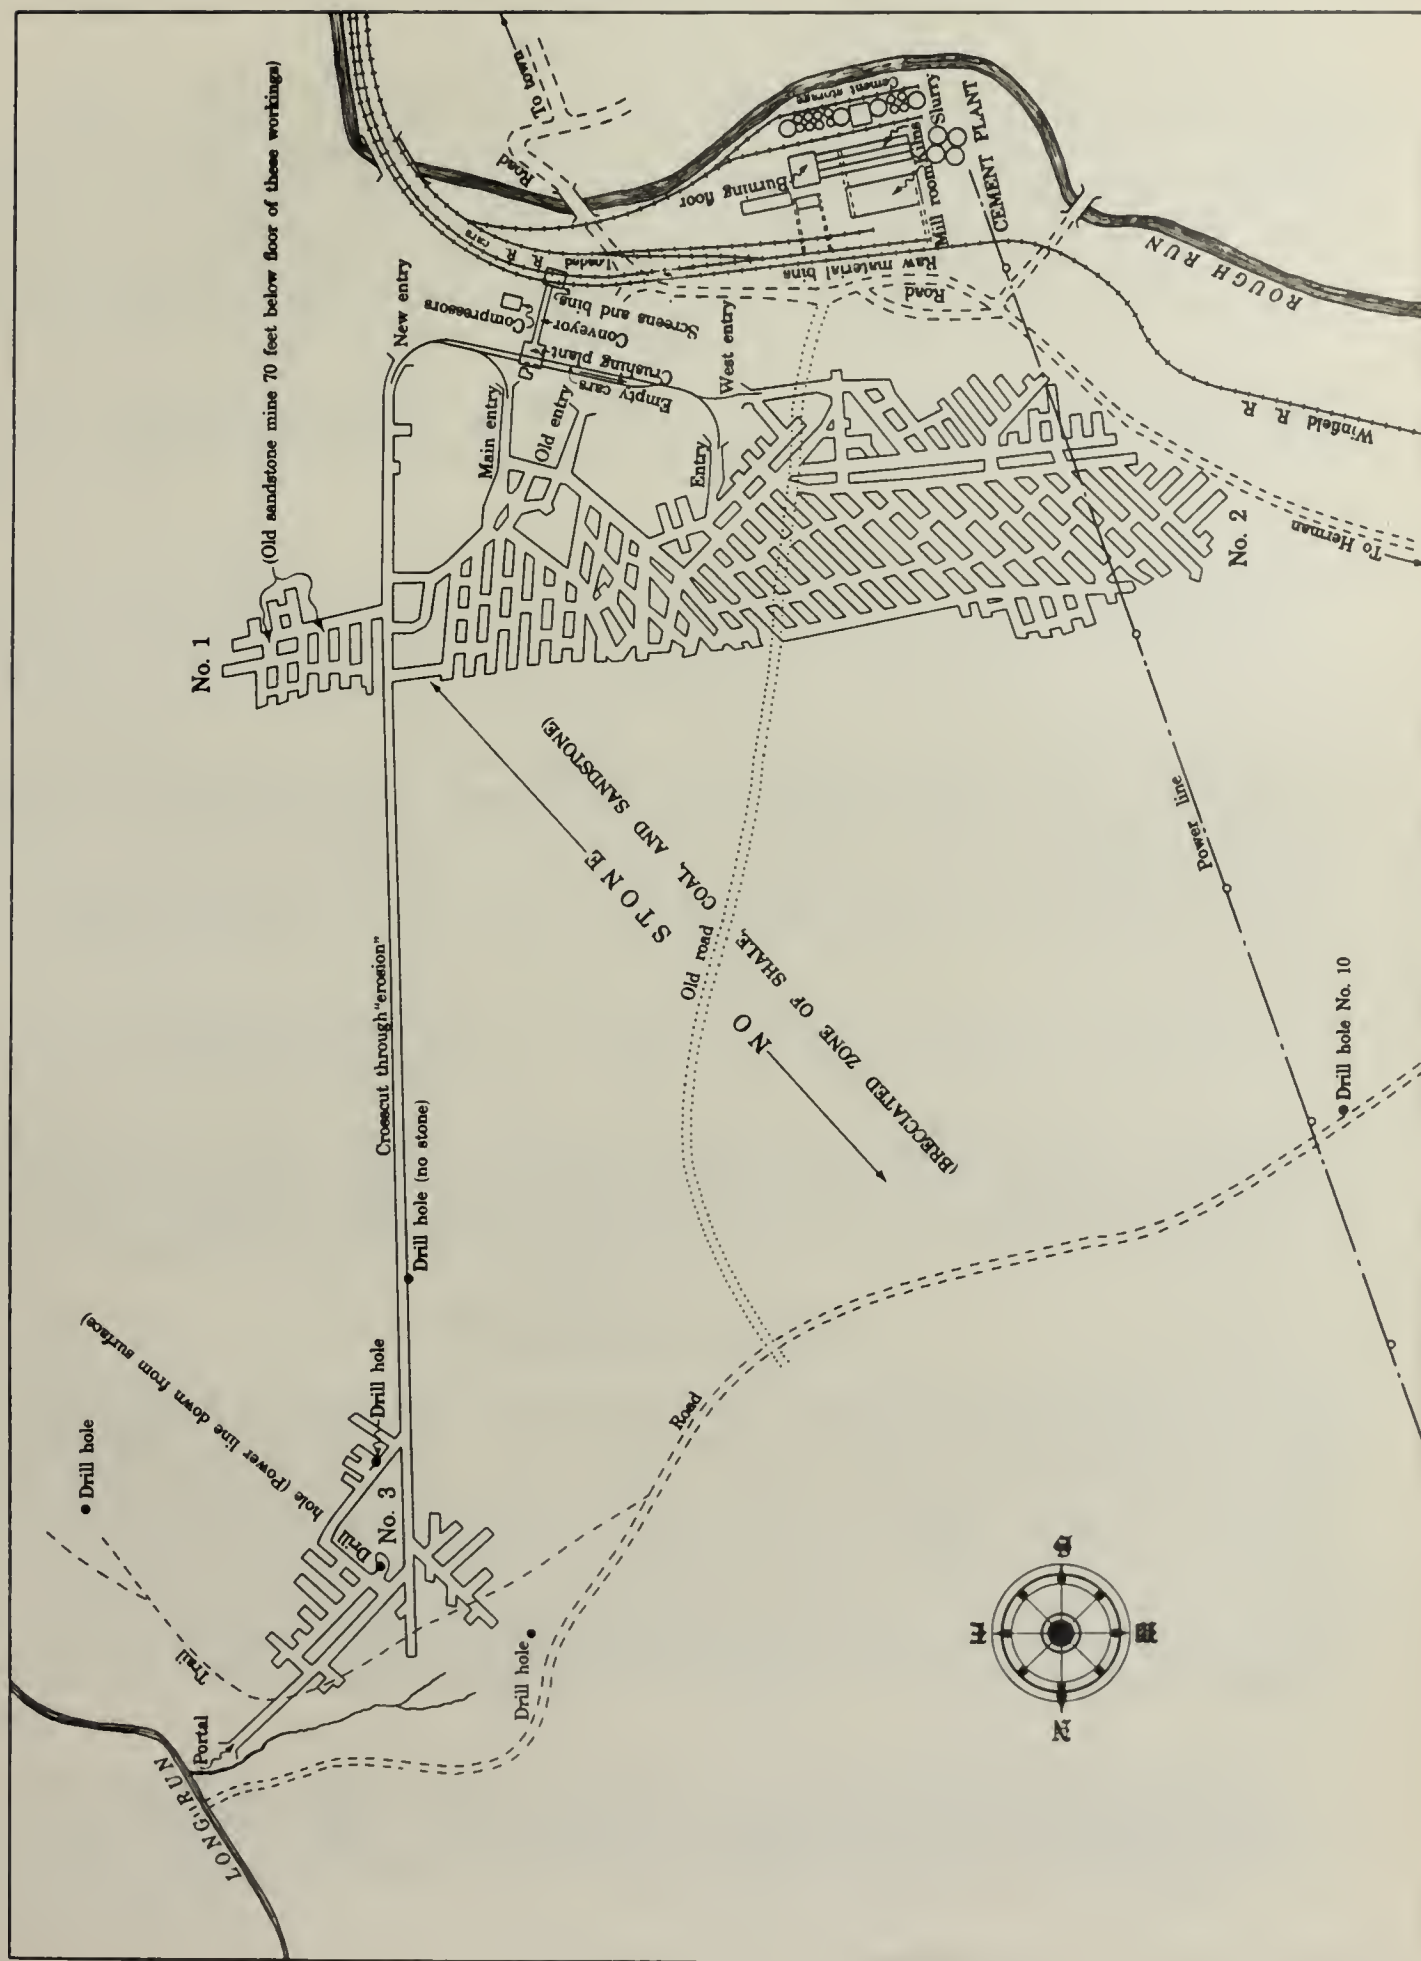 (Old sandstone mine 70 feet below floor of these workings)
No. 1
New entry
Main entry
Old entry
Entry
West entry
Compressors
Conveyor
Screens and bins
Crushing plant
Empty cars
Loaded
R. R. cars
Road
To town
Cement storage
Burning floor
Kilns
Slurry
Mill room
CEMENT PLANT
Raw material bins
Road
ROUGH RUN
Winfield R. R.
To Herman
No. 2
STONE
NO
(BRECCIATED ZONE OF SHALE,
COAL, AND SANDSTONE)
Old road
Power line
Drill hole No. 10
Crosscut through "erosion"
Drill hole (no stone)
Drill hole
Drill hole (Power line down from surface)
No. 3
Drill hole
Trail
Portal
LONG RUN
Drill hole
Road
N
S